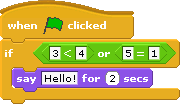 when clicked
if 3 < 4 or 5 = 1
say Hello! for 2 secs